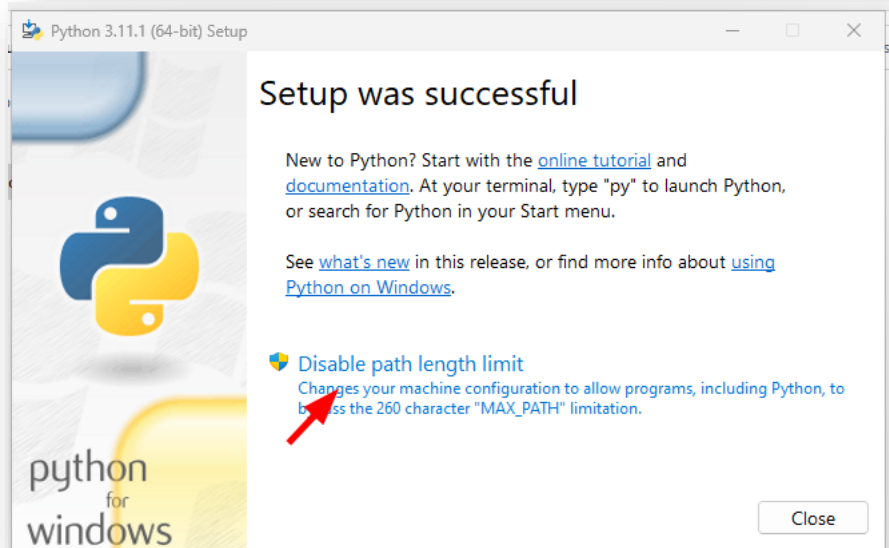 Python 3.11.1 (64-bit) Setup
Setup was successful
New to Python? Start with the online tutorial and
documentation. At your terminal, type "py" to launch Python,
or search for Python in your Start menu.
See what's new in this release, or find more info about using
Python on Windows.
Disable path length limit
Changes your machine configuration to allow programs, including Python, to
the 260 character "MAX_PATH" limitation.
python
for
windows
Close